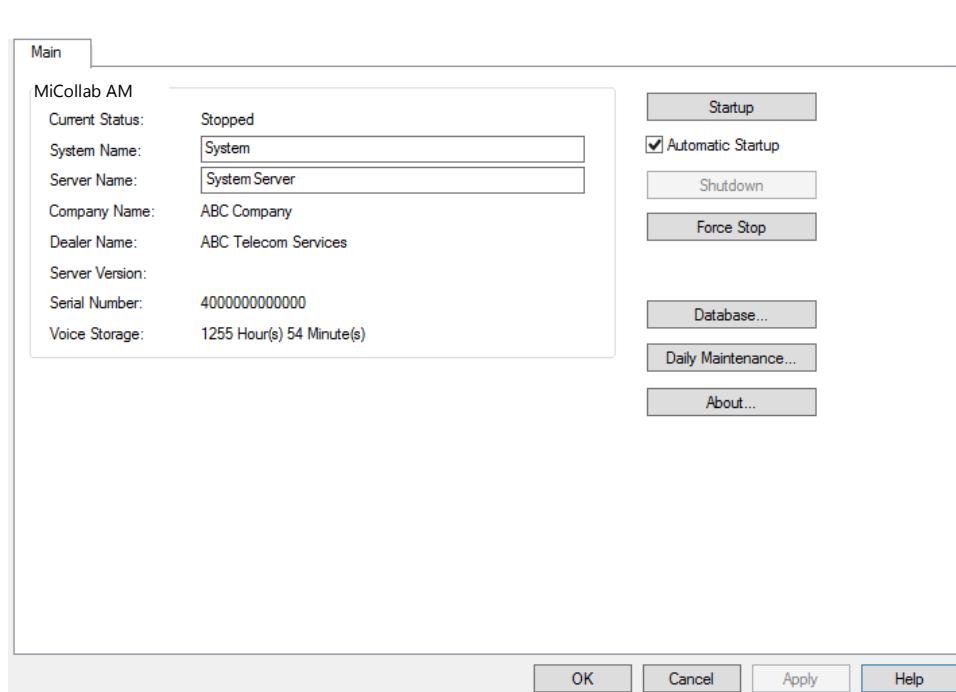 Main
MiCollab AM
Current Status: Stopped
System Name: System
Server Name: System Server
Company Name: ABC Company
Dealer Name: ABC Telecom Services
Server Version:
Serial Number: 4000000000000
Voice Storage: 1255 Hour(s) 54 Minute(s)
Startup
Automatic Startup
Shutdown
Force Stop
Database...
Daily Maintenance...
About...
OK Cancel Apply Help